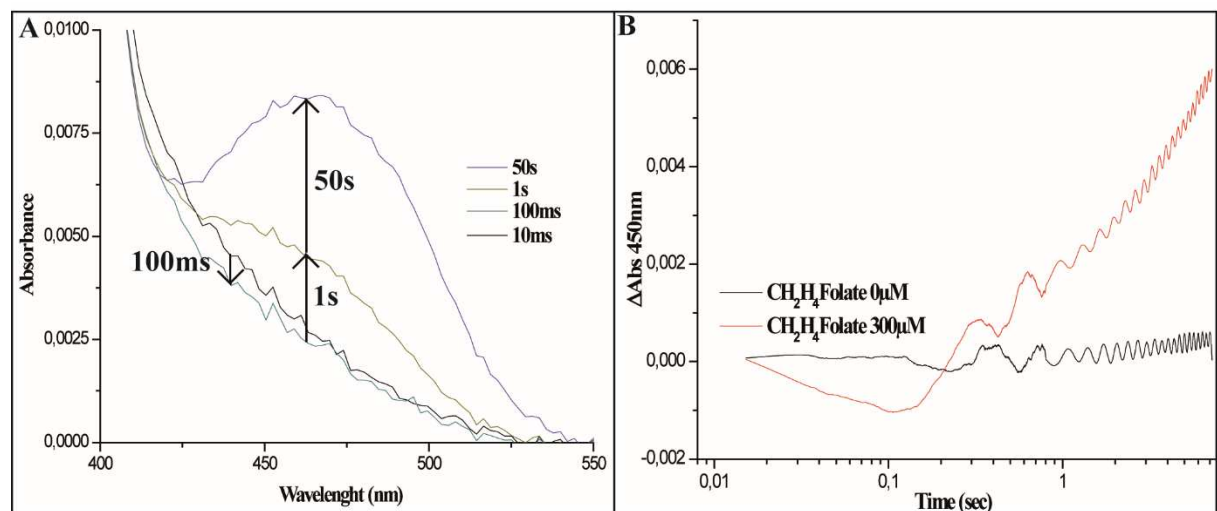 A
0,0100
0,0075
0,0050
0,0025
0,0000
Absorbance
400
450
500
550
Wavelenght (nm)
50s
1s
100ms
50s
1s
100ms
10ms
B
0,006
0,004
0,002
0,000
-0,002
ΔAbs 450nm
0,01
0,1
1
Time (sec)
CH₂H₄Folate 0µM
CH₂H₄Folate 300µM